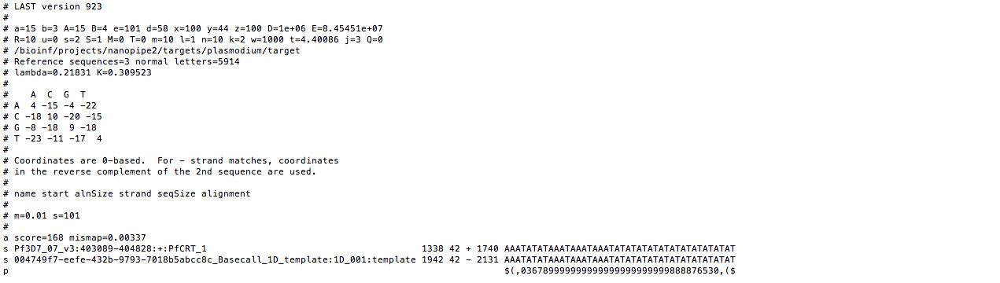 # LAST version 923
#
# a=15 b=3 A=15 B=4 e=101 d=58 x=100 y=44 z=100 D=1e+06 E=8.45451e+07
# R=10 u=0 s=2 S=1 M=0 T=0 m=10 l=1 n=10 k=2 w=1000 t=4.40086 j=3 Q=0
# /bioinf/projects/nanopipe2/targets/plasmodium/target
# Reference sequences=3 normal letters=5914
# lambda=0.21831 K=0.309523
#
#    A  C  G  T
# A  4 -15 -4 -22
# C -18 10 -20 -15
# G -8 -18  9 -18
# T -23 -11 -17  4
#
# Coordinates are 0-based.  For - strand matches, coordinates
# in the reverse complement of the 2nd sequence are used.
#
# name start alnSize strand seqSize alignment
#
# m=0.01 s=101
#
a score=168 mismap=0.00337
s Pf3D7_07_v3:403089-404828:+:PfCRT_1                                       1338 42 + 1740 AAATATATAAATAAATAAATATATATATATATATATATATAT
s 004749f7-eefe-432b-9793-7018b5abcc8c_Basecall_1D_template:1D_001:template 1942 42 - 2131 AAATATATAAATAAATAAATATATATATATATATATATATAT
p                                                                                          $(,036789999999999999999999999888876530,($